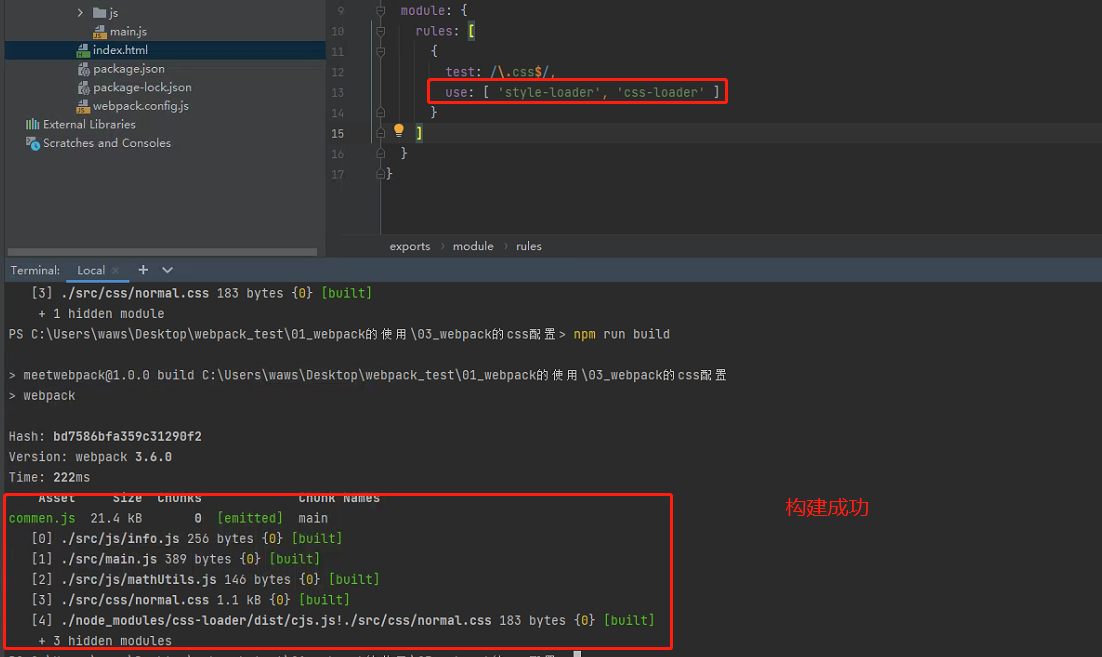 js
main.js
index.html
package.json
package-lock.json
webpack.config.js
External Libraries
Scratches and Consoles
9 module: {
10 rules: [
11 {
12 test: /\.css$/,
13 use: [ 'style-loader', 'css-loader' ]
14 }
15 ]
16 }
17 }
exports > module > rules
Terminal: Local × +
[3] ./src/css/normal.css 183 bytes {0} [built]
+ 1 hidden module
PS C:\Users\waws\Desktop\webpack_test\01_webpack的使用\03_webpack的css配置> npm run build
> meetwebpack@1.0.0 build C:\Users\waws\Desktop\webpack_test\01_webpack的使用\03_webpack的css配置
> webpack
Hash: bd7586bfa359c31290f2
Version: webpack 3.6.0
Time: 222ms
Asset Size Chunks Chunk Names
commen.js 21.4 kB 0 [emitted] main
[0] ./src/js/info.js 256 bytes {0} [built]
[1] ./src/main.js 389 bytes {0} [built]
[2] ./src/js/mathUtils.js 146 bytes {0} [built]
[3] ./src/css/normal.css 1.1 kB {0} [built]
[4] ./node_modules/css-loader/dist/cjs.js!./src/css/normal.css 183 bytes {0} [built]
+ 3 hidden modules
构建成功